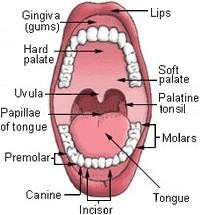 Gingiva
(gums)
Lips
Hard
palate
Soft
palate
Uvula
Palatine
tonsil
Papillae
of tongue
Molars
Premolar
Canine
Incisor
Tongue